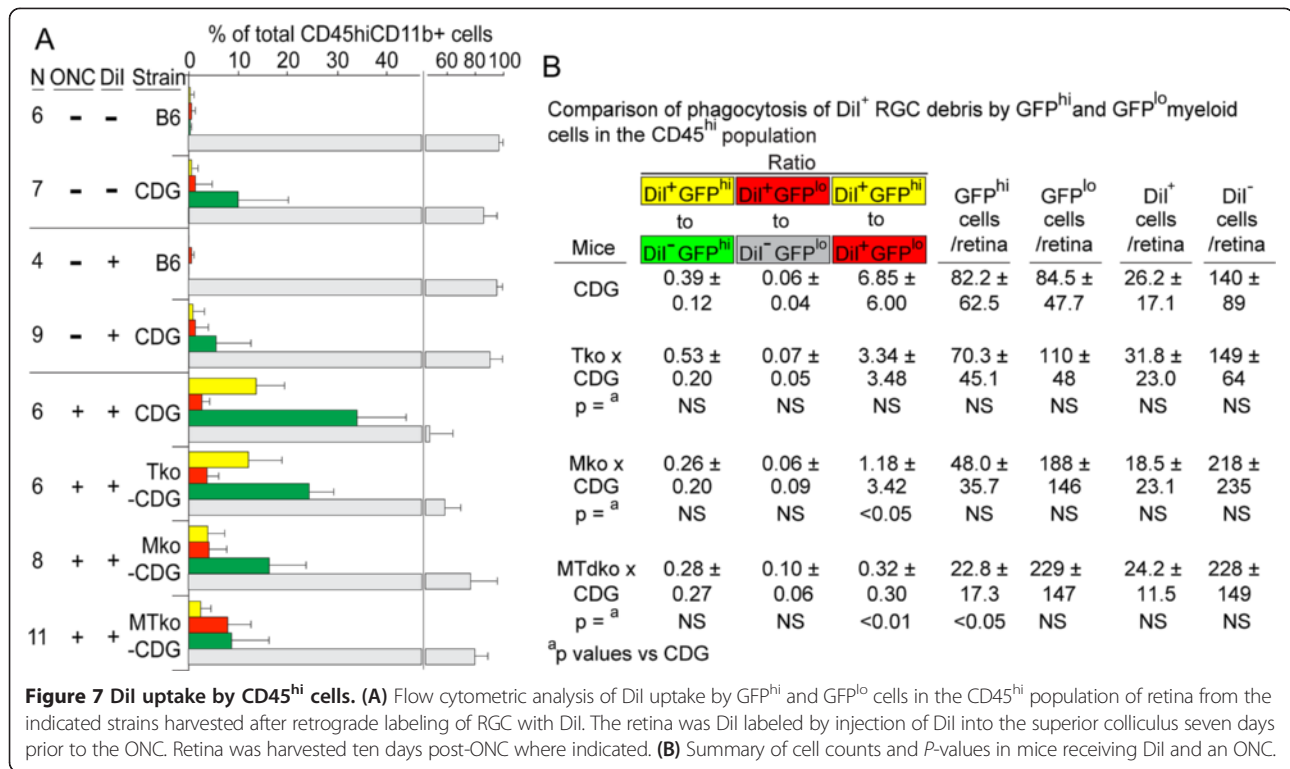 A
% of total CD45hiCD11b+ cells
0 10 20 30 40 60 80 100
N ONC DiI Strain
6 - - B6
7 - - CDG
4 - + B6
9 - + CDG
6 + + CDG
6 + + Tko
-CDG
8 + + Mko
-CDG
11 + + MTko
-CDG
B
Comparison of phagocytosis of DiI⁺ RGC debris by GFPʰⁱ and GFPˡᵒ myeloid
cells in the CD45ʰⁱ population
Ratio
DiI⁺GFPʰⁱ DiI⁺GFPˡᵒ DiI⁺GFPʰⁱ GFPʰⁱ GFPˡᵒ DiI⁺ DiI⁻
to to to cells cells cells cells
Mice DiI⁻GFPʰⁱ DiI⁻GFPˡᵒ DiI⁺GFPˡᵒ /retina /retina /retina /retina
CDG 0.39 ± 0.06 ± 6.85 ± 82.2 ± 84.5 ± 26.2 ± 140 ±
0.12 0.04 6.00 62.5 47.7 17.1 89
Tko x 0.53 ± 0.07 ± 3.34 ± 70.3 ± 110 ± 31.8 ± 149 ±
CDG 0.20 0.05 3.48 45.1 48 23.0 64
p = ᵃ NS NS NS NS NS NS NS
Mko x 0.26 ± 0.06 ± 1.18 ± 48.0 ± 188 ± 18.5 ± 218 ±
CDG 0.20 0.09 3.42 35.7 146 23.1 235
p = ᵃ NS NS <0.05 NS NS NS NS
MTdko x 0.28 ± 0.10 ± 0.32 ± 22.8 ± 229 ± 24.2 ± 228 ±
CDG 0.27 0.06 0.30 17.3 147 11.5 149
p = ᵃ NS NS <0.01 <0.05 NS NS NS
ᵃp values vs CDG
Figure 7 DiI uptake by CD45ʰⁱ cells. (A) Flow cytometric analysis of DiI uptake by GFPʰⁱ and GFPˡᵒ cells in the CD45ʰⁱ population of retina from the
indicated strains harvested after retrograde labeling of RGC with DiI. The retina was DiI labeled by injection of DiI into the superior colliculus seven days
prior to the ONC. Retina was harvested ten days post-ONC where indicated. (B) Summary of cell counts and P-values in mice receiving DiI and an ONC.